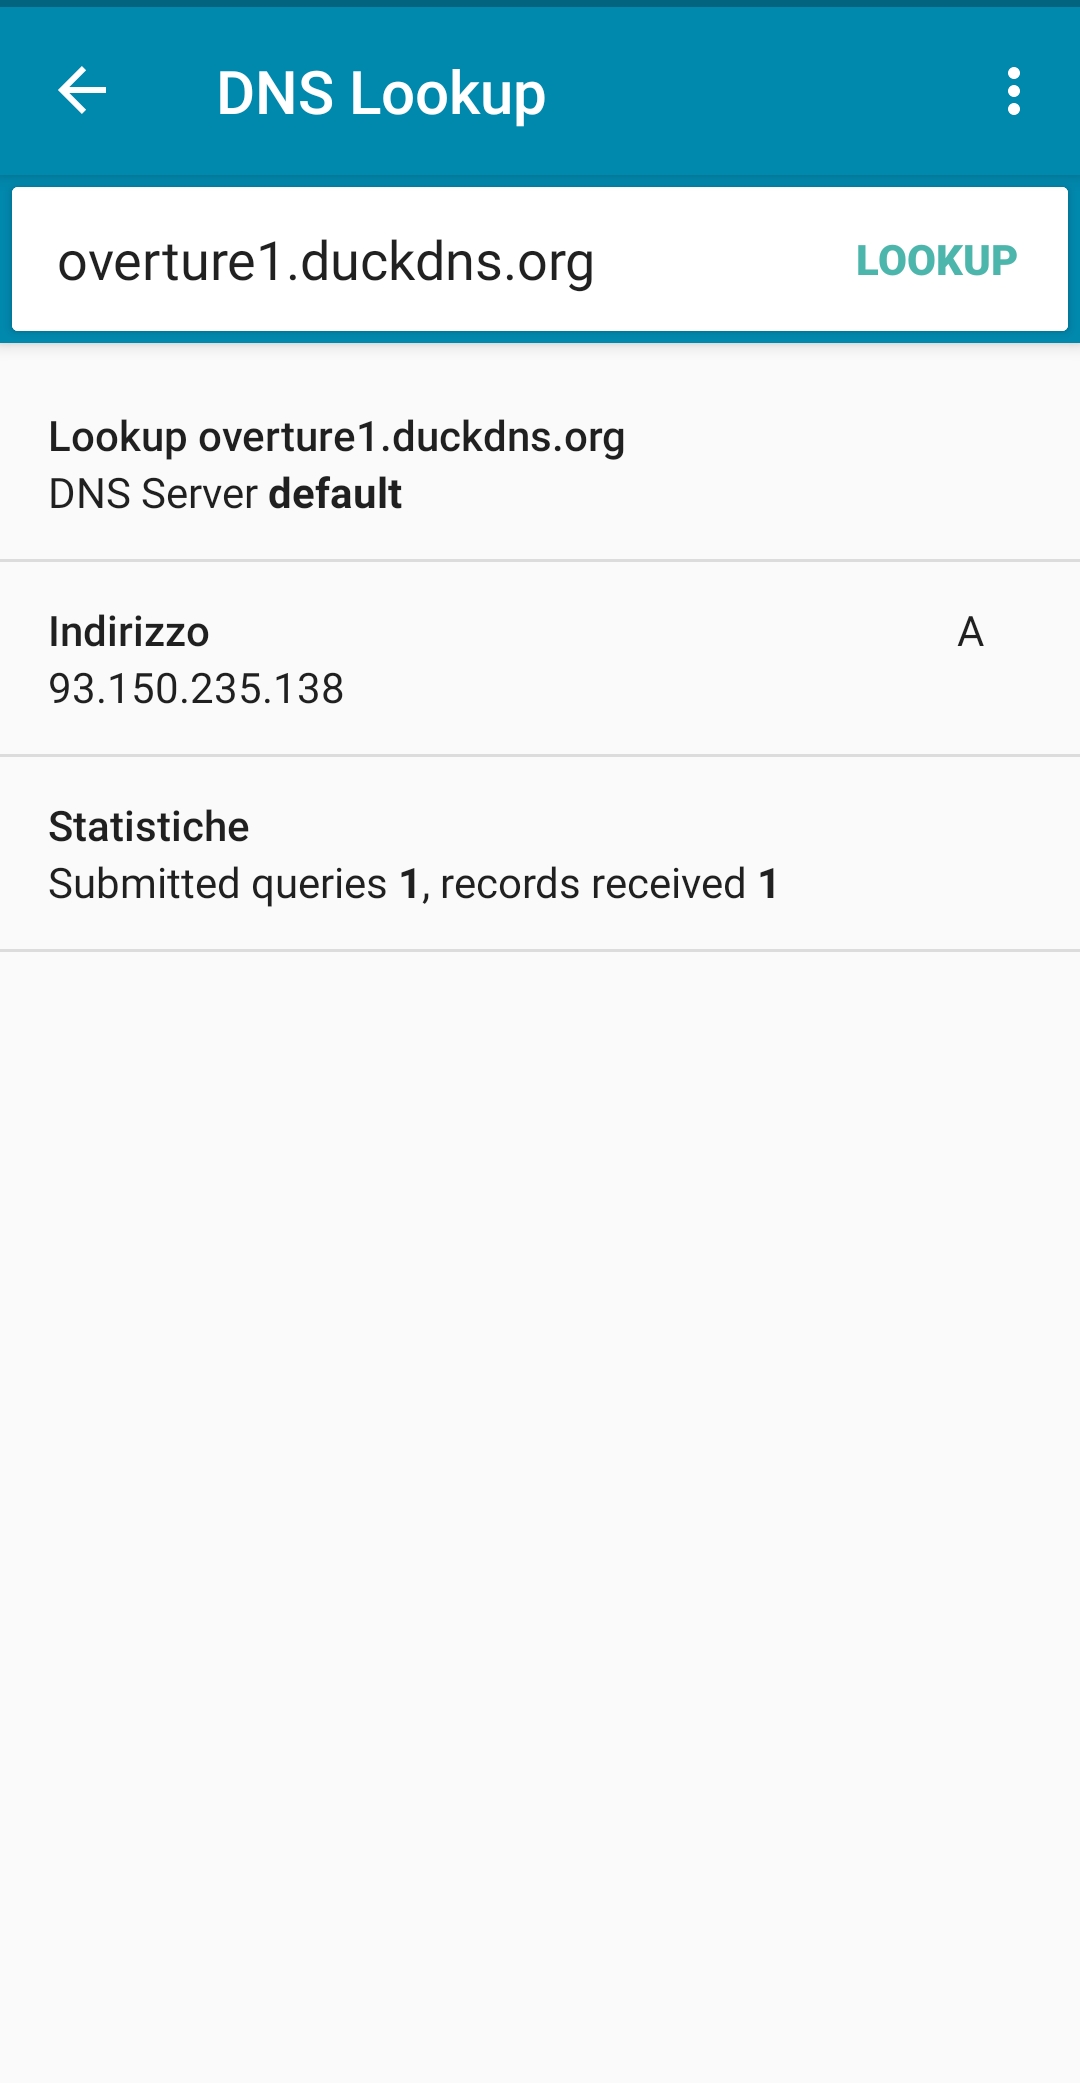 DNS Lookup
overture1.duckdns.org LOOKUP
Lookup overture1.duckdns.org
DNS Server default
Indirizzo A
93.150.235.138
Statistiche
Submitted queries 1, records received 1